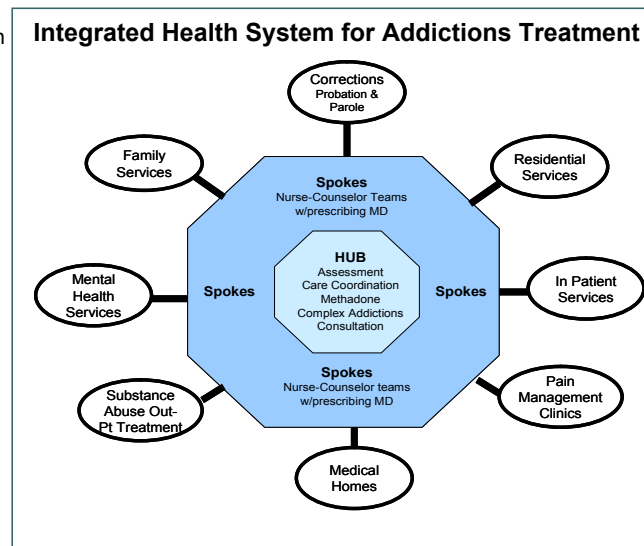 n
Integrated Health System for Addictions Treatment
Corrections
Probation &
Parole
Family
Services
Residential
Services
Spokes
Nurse-Counselor Teams
w/prescribing MD
HUB
Assessment
Care Coordination
Methadone
Complex Addictions
Consultation
Mental
Health
Services
Spokes
Spokes
In Patient
Services
Spokes
Nurse-Counselor teams
w/prescribing MD
Substance
Abuse Out-
Pt Treatment
Pain
Management
Clinics
Medical
Homes